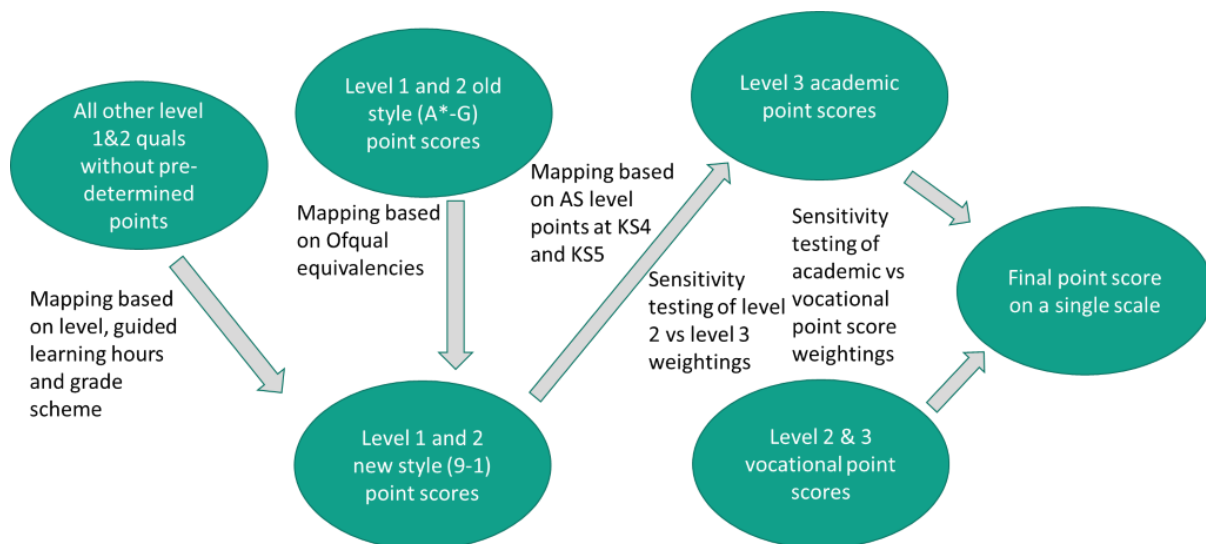 All other level
1&2 quals
without pre-
determined
points
Level 1 and 2 old
style (A*-G)
point scores
Level 3 academic
point scores
Mapping based
on Ofqual
equivalencies
Mapping based
on AS level
points at KS4
and KS5
Sensitivity
testing of
academic vs
vocational
point score
weightings
Final point score
on a single scale
Mapping based
on level, guided
learning hours
and grade
scheme
Sensitivity
testing of level
2 vs level 3
weightings
Level 1 and 2
new style (9-1)
point scores
Level 2 & 3
vocational point
scores